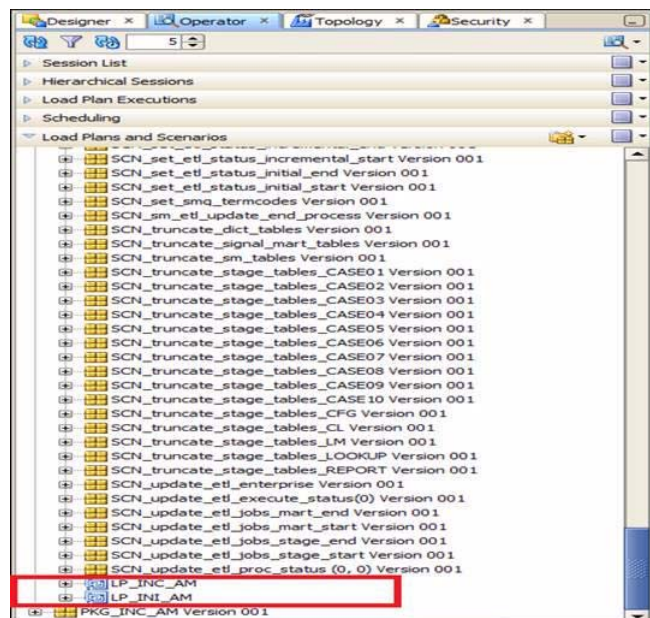 Designer × Operator × Topology × Security ×
5
Session List
Hierarchical Sessions
Load Plan Executions
Scheduling
Load Plans and Scenarios
SCN_set_etl_status_incremental_end Version 001
SCN_set_etl_status_incremental_start Version 001
SCN_set_etl_status_initial_end Version 001
SCN_set_etl_status_initial_start Version 001
SCN_set_smq_termcodes Version 001
SCN_sm_etl_update_end_process Version 001
SCN_truncate_dict_tables Version 001
SCN_truncate_signal_mart_tables Version 001
SCN_truncate_sm_tables Version 001
SCN_truncate_stage_tables_CASE01 Version 001
SCN_truncate_stage_tables_CASE02 Version 001
SCN_truncate_stage_tables_CASE03 Version 001
SCN_truncate_stage_tables_CASE04 Version 001
SCN_truncate_stage_tables_CASE05 Version 001
SCN_truncate_stage_tables_CASE06 Version 001
SCN_truncate_stage_tables_CASE07 Version 001
SCN_truncate_stage_tables_CASE08 Version 001
SCN_truncate_stage_tables_CASE09 Version 001
SCN_truncate_stage_tables_CASE10 Version 001
SCN_truncate_stage_tables_CFG Version 001
SCN_truncate_stage_tables_CL Version 001
SCN_truncate_stage_tables_LM Version 001
SCN_truncate_stage_tables_LOOKUP Version 001
SCN_truncate_stage_tables_REPORT Version 001
SCN_update_etl_enterprise Version 001
SCN_update_etl_execute_status(0) Version 001
SCN_update_etl_jobs_mart_end Version 001
SCN_update_etl_jobs_mart_start Version 001
SCN_update_etl_jobs_stage_end Version 001
SCN_update_etl_jobs_stage_start Version 001
SCN_update_etl_proc_status (0, 0) Version 001
LP_INC_AM
LP_INI_AM
PKG_INC_AM Version 001